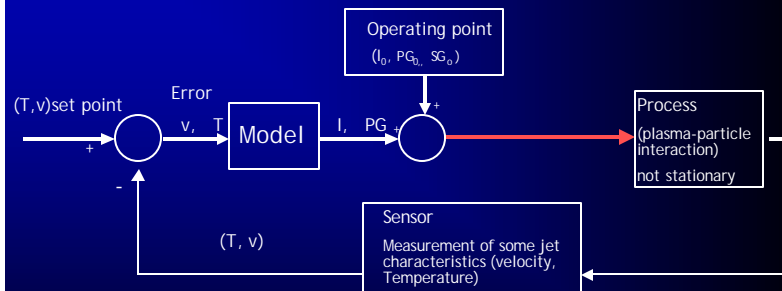 Operating point
(I₀, PG₀,, SGₒ)
(T,v)set point
Error
v, T
Model
I, PG
+
+
+
-
Process
(plasma-particle
interaction)
not stationary
(T, v)
Sensor
Measurement of some jet
characteristics (velocity,
Temperature)